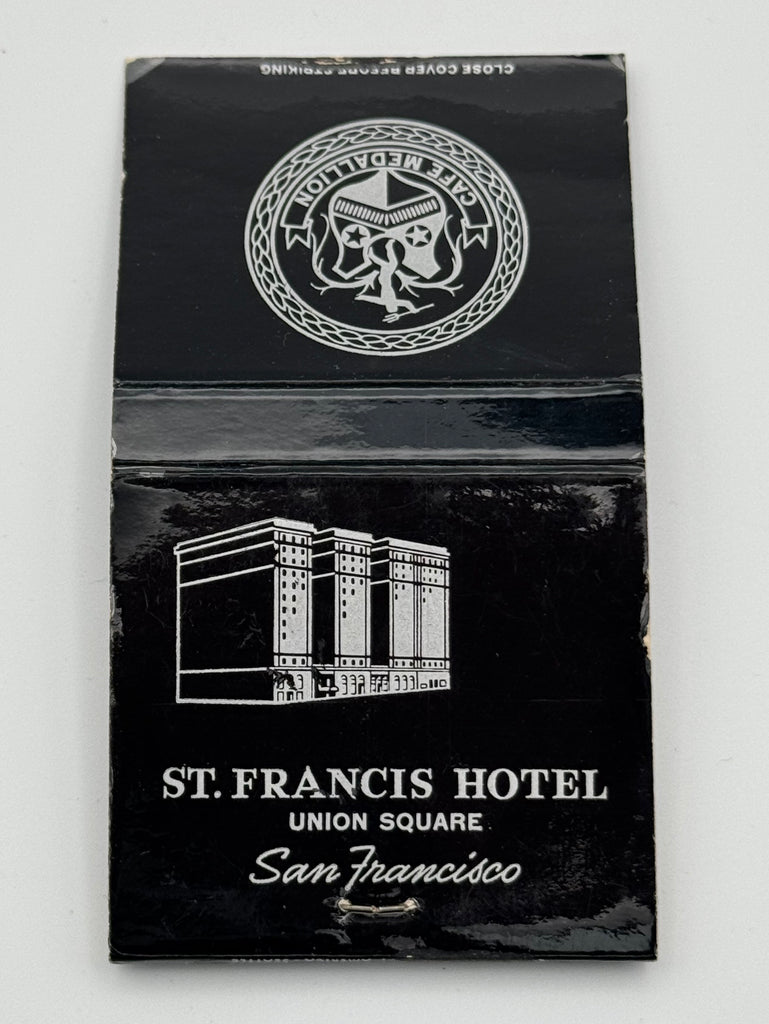 CLOSE COVER BEFORE STRIKING
CAFE MEDALLION
ST. FRANCIS HOTEL
UNION SQUARE
San Francisco